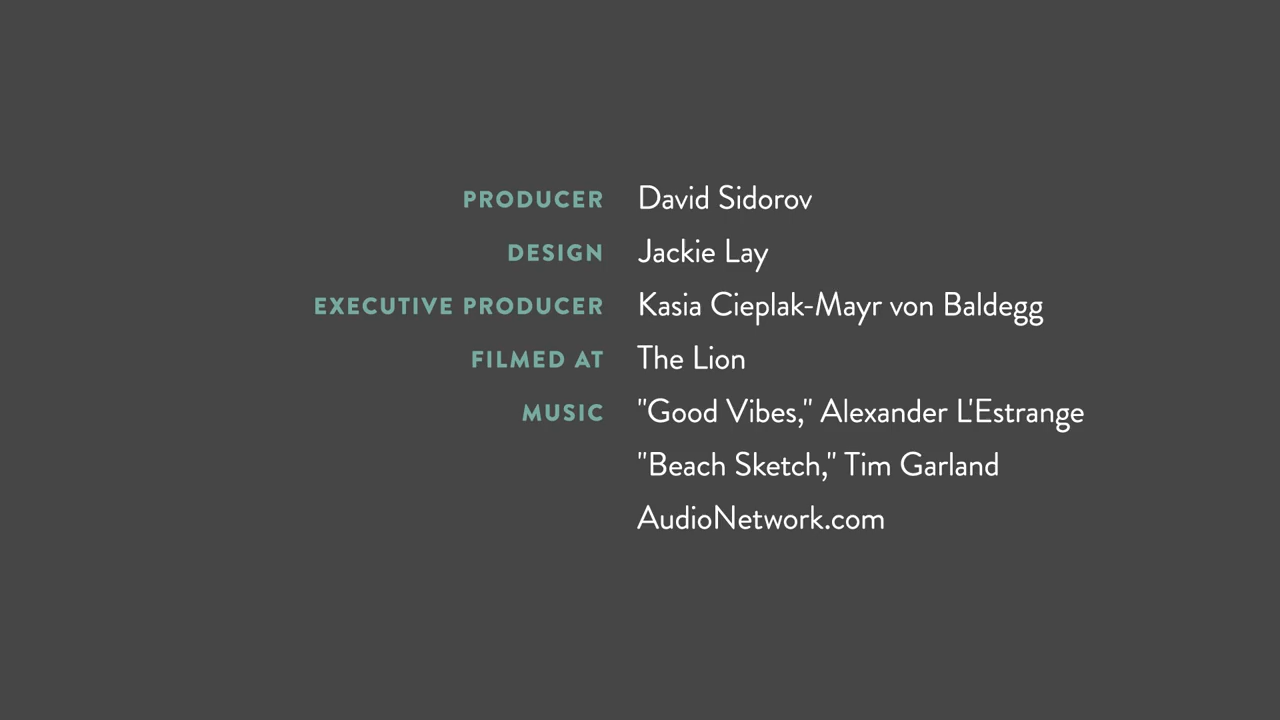 PRODUCER David Sidorov
DESIGN Jackie Lay
EXECUTIVE PRODUCER Kasia Cieplak-Mayr von Baldegg
FILMED AT The Lion
MUSIC "Good Vibes," Alexander L'Estrange
"Beach Sketch," Tim Garland
AudioNetwork.com